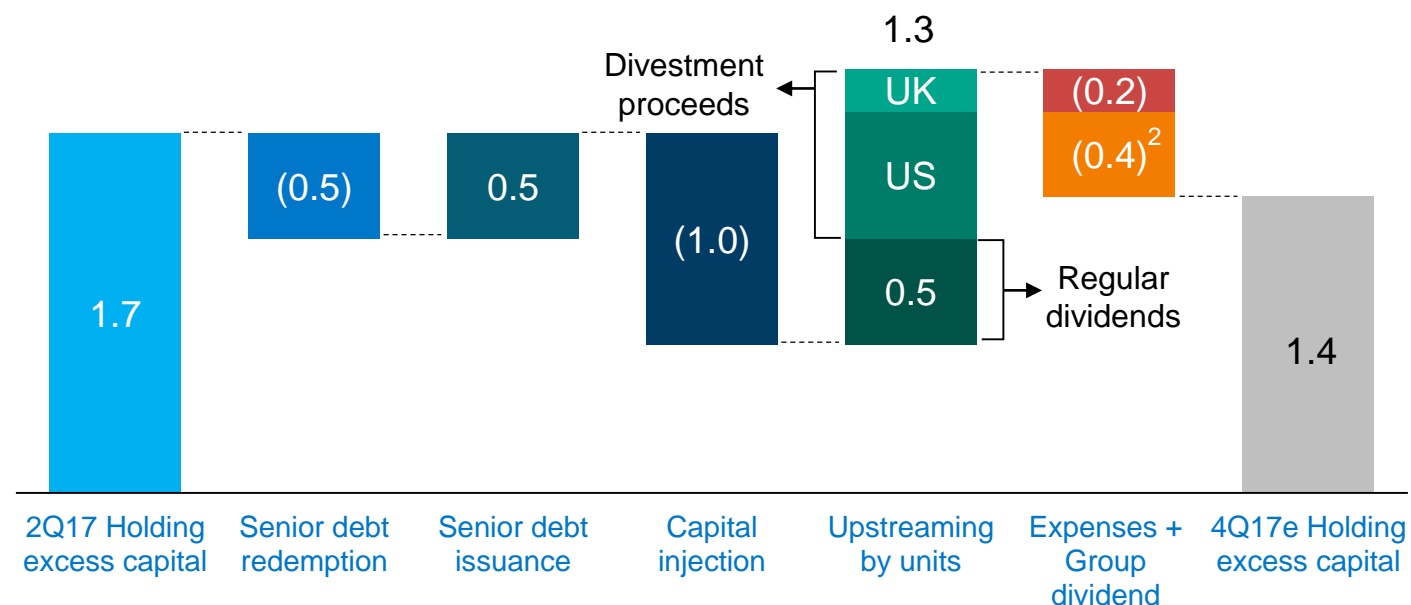 1.3
Divestment
proceeds
UK
(0.2)
(0.5)
0.5
US
(0.4)2
(1.0)
1.7
0.5
Regular
dividends
1.4
2Q17 Holding
excess capital
Senior debt
redemption
Senior debt
issuance
Capital
injection
Upstreaming
by units
Expenses +
Group
dividend
4Q17e Holding
excess capital